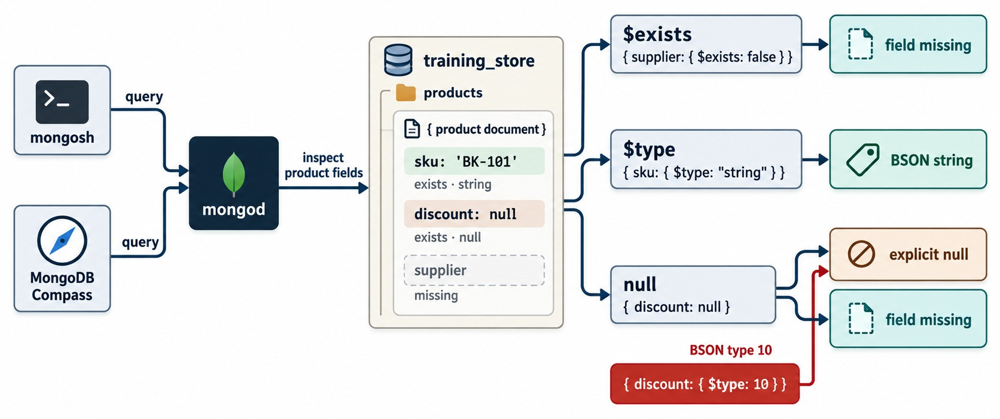 mongosh
query
MongoDB
Compass
query
mongod
inspect
product fields
training_store
products
{ product document }
sku: 'BK-101'
exists · string
discount: null
exists · null
supplier
missing
$exists
{ supplier: { $exists: false } }
field missing
$type
{ sku: { $type: "string" } }
BSON string
null
{ discount: null }
explicit null
field missing
BSON type 10
{ discount: { $type: 10 } }